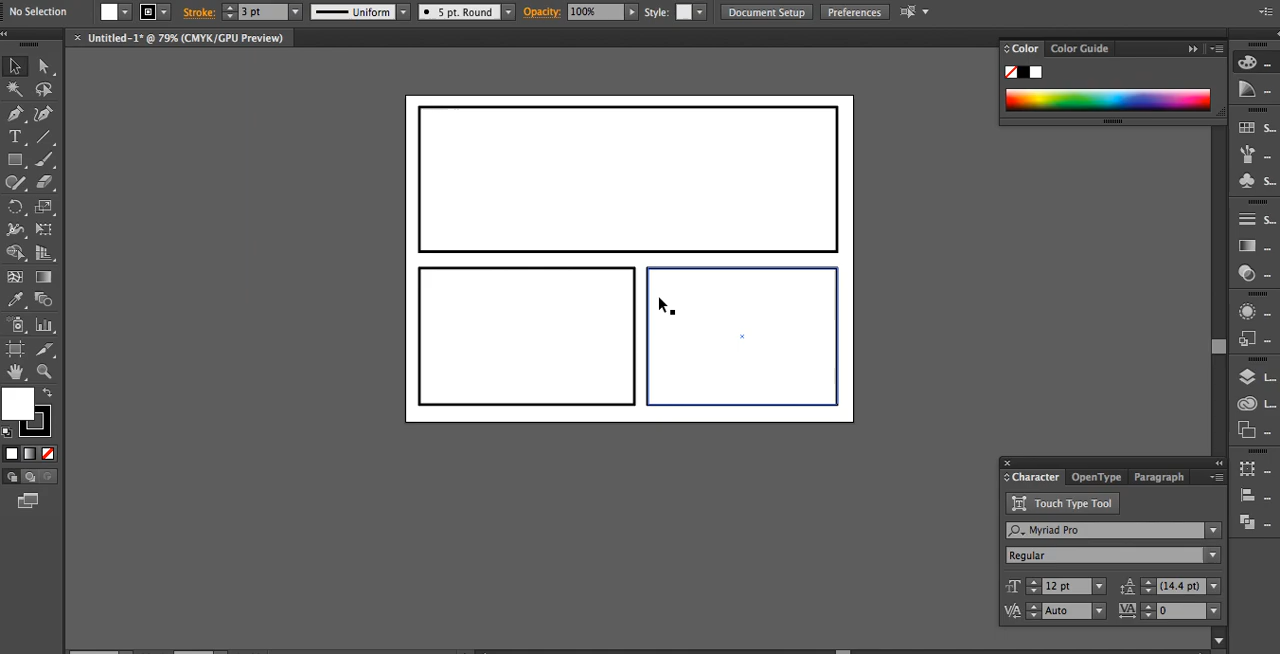 No Selection
Stroke: 3 pt Uniform 5 pt. Round Opacity: 100% Style: Document Setup Preferences
× Untitled-1* @ 79% (CMYK/GPU Preview)
Color Color Guide
S...
S...
S...
L...
L...
Character OpenType Paragraph
Touch Type Tool
Myriad Pro
Regular
12 pt (14.4 pt)
Auto 0